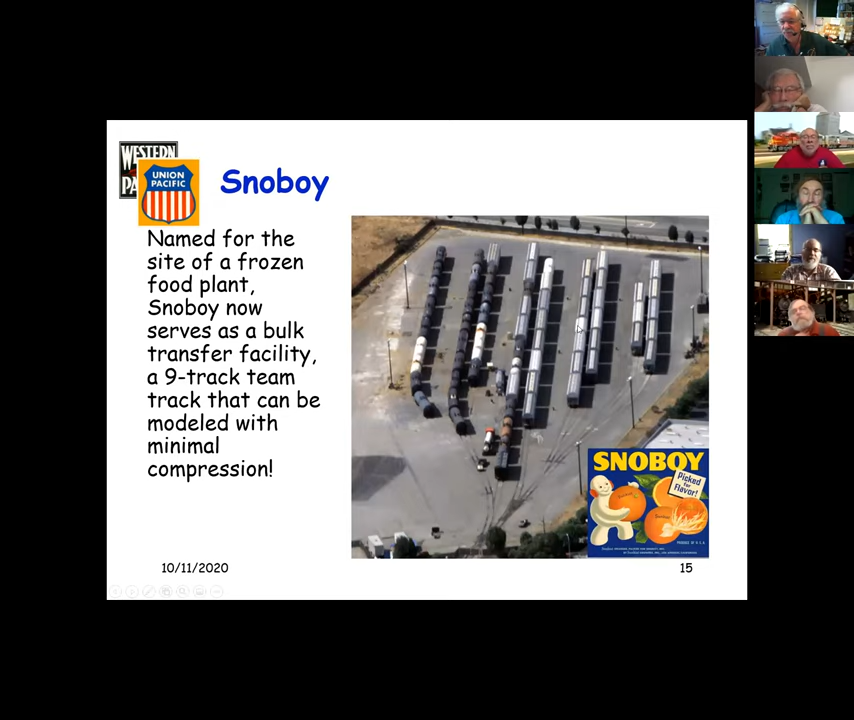 WESTERN
PA
UNION
PACIFIC
Snoboy
Named for the
site of a frozen
food plant,
Snoboy now
serves as a bulk
transfer facility,
a 9-track team
track that can be
modeled with
minimal
compression!
SNOBOY
Picked
for
Flavor!
10/11/2020
15